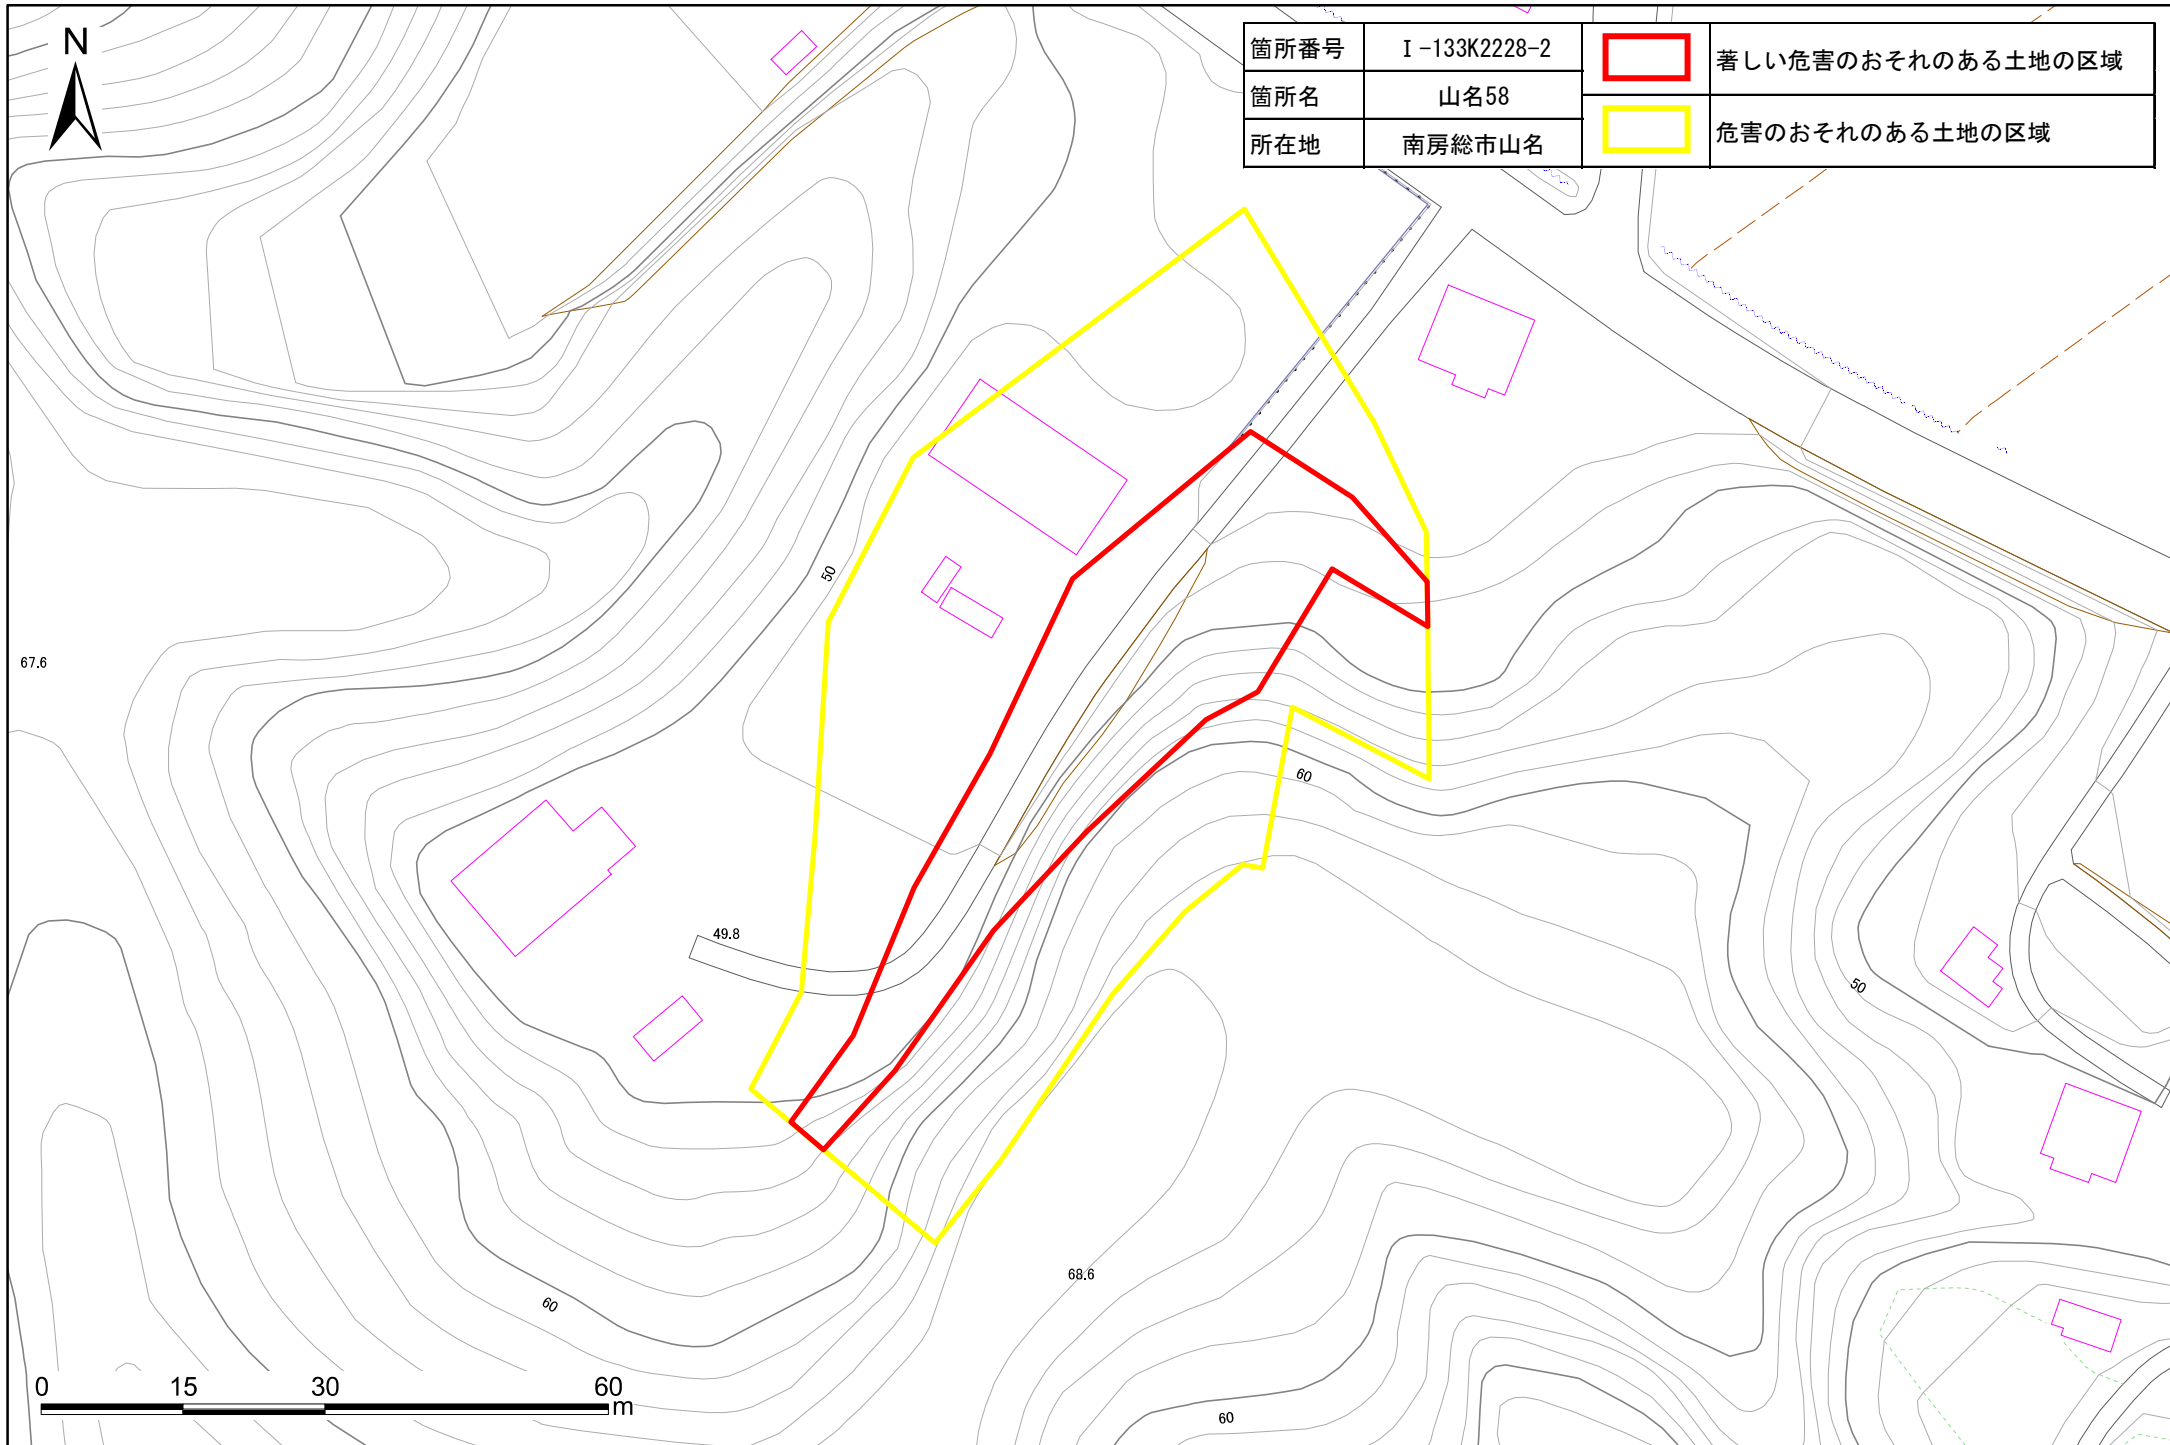 N
箇所番号 Ⅰ-133K2228-2 著しい危害のおそれのある土地の区域
箇所名 山名58
危害のおそれのある土地の区域
所在地 南房総市山名
50
67.6
60
49.8
50
68.6
60
60
0 15 30 60
m